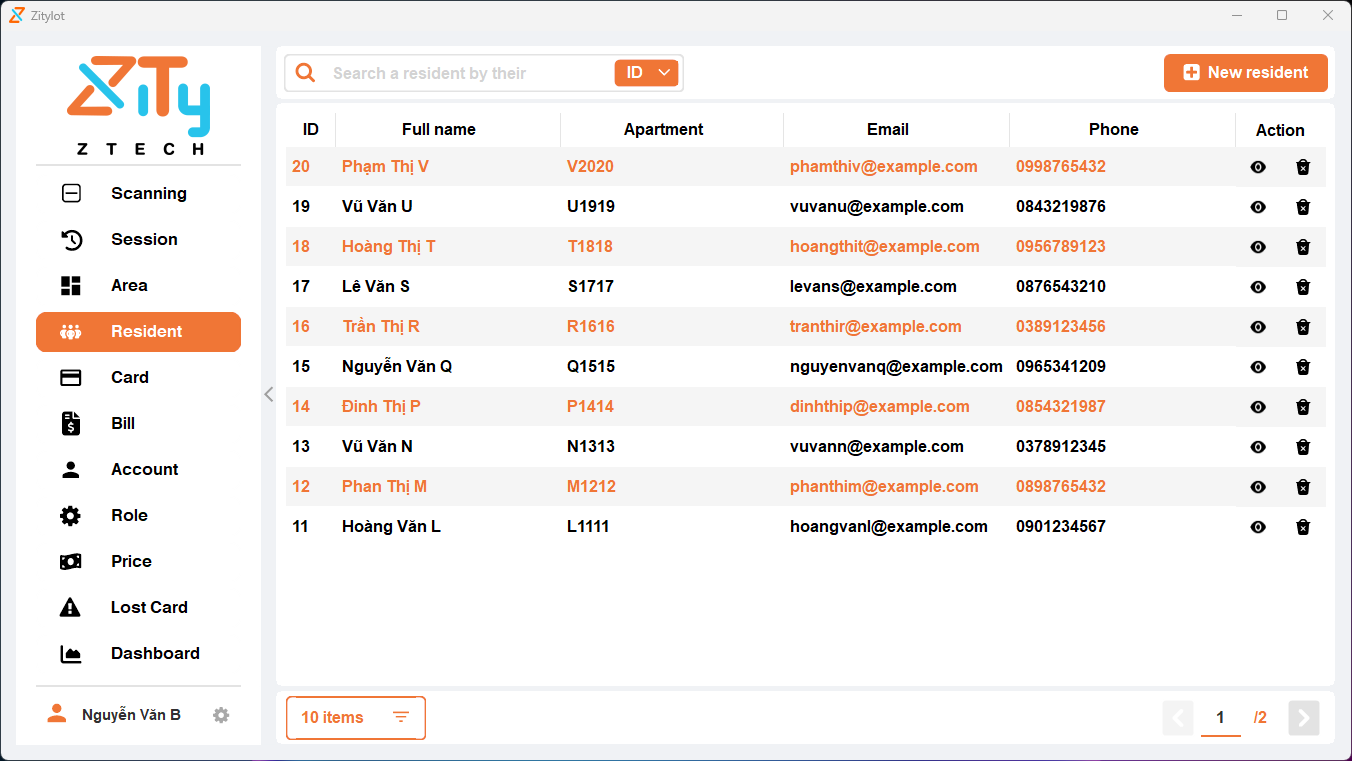 Zitylot
ZiTy
Z T E C H
Scanning
Session
Area
Resident
Card
Bill
Account
Role
Price
Lost Card
Dashboard
Nguyễn Văn B
Search a resident by their ID
New resident
ID Full name Apartment Email Phone Action
20 Phạm Thị V V2020 phamthiv@example.com 0998765432
19 Vũ Văn U U1919 vuvanu@example.com 0843219876
18 Hoàng Thị T T1818 hoangthit@example.com 0956789123
17 Lê Văn S S1717 levans@example.com 0876543210
16 Trần Thị R R1616 tranthir@example.com 0389123456
15 Nguyễn Văn Q Q1515 nguyenvanq@example.com 0965341209
14 Đinh Thị P P1414 dinhthip@example.com 0854321987
13 Vũ Văn N N1313 vuvann@example.com 0378912345
12 Phan Thị M M1212 phanthim@example.com 0898765432
11 Hoàng Văn L L1111 hoangvanl@example.com 0901234567
10 items
1 /2